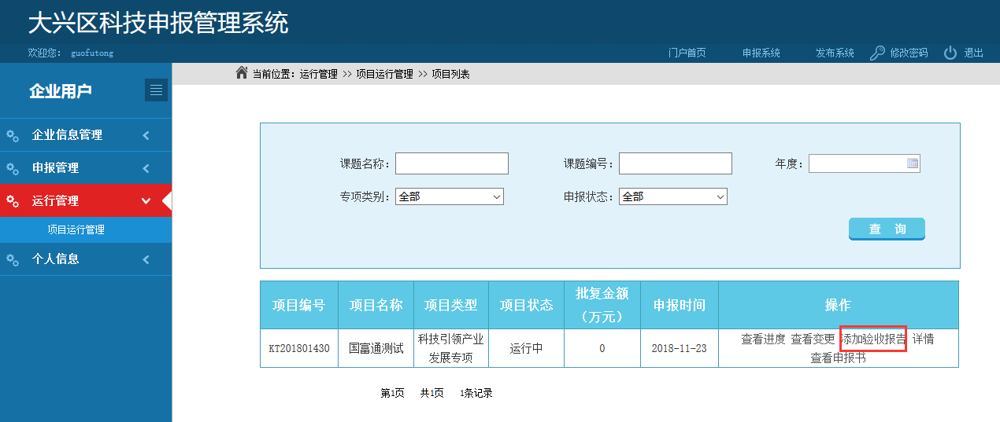 大兴区科技申报管理系统
欢迎您： guofutong
门户首页 申报系统 发布系统 修改密码 退出
企业用户
当前位置：运行管理 >> 项目运行管理 >> 项目列表
企业信息管理
申报管理
运行管理
项目运行管理
个人信息
课题名称： 课题编号： 年度：
专项类别： 全部 申报状态： 全部
查 询
项目编号 项目名称 项目类型 项目状态 批复金额（万元） 申报时间 操作
KT201801430 国富通测试 科技引领产业发展专项 运行中 0 2018-11-23 查看进度 查看变更 添加验收报告 详情
查看申报书
第1页 共1页 1条记录